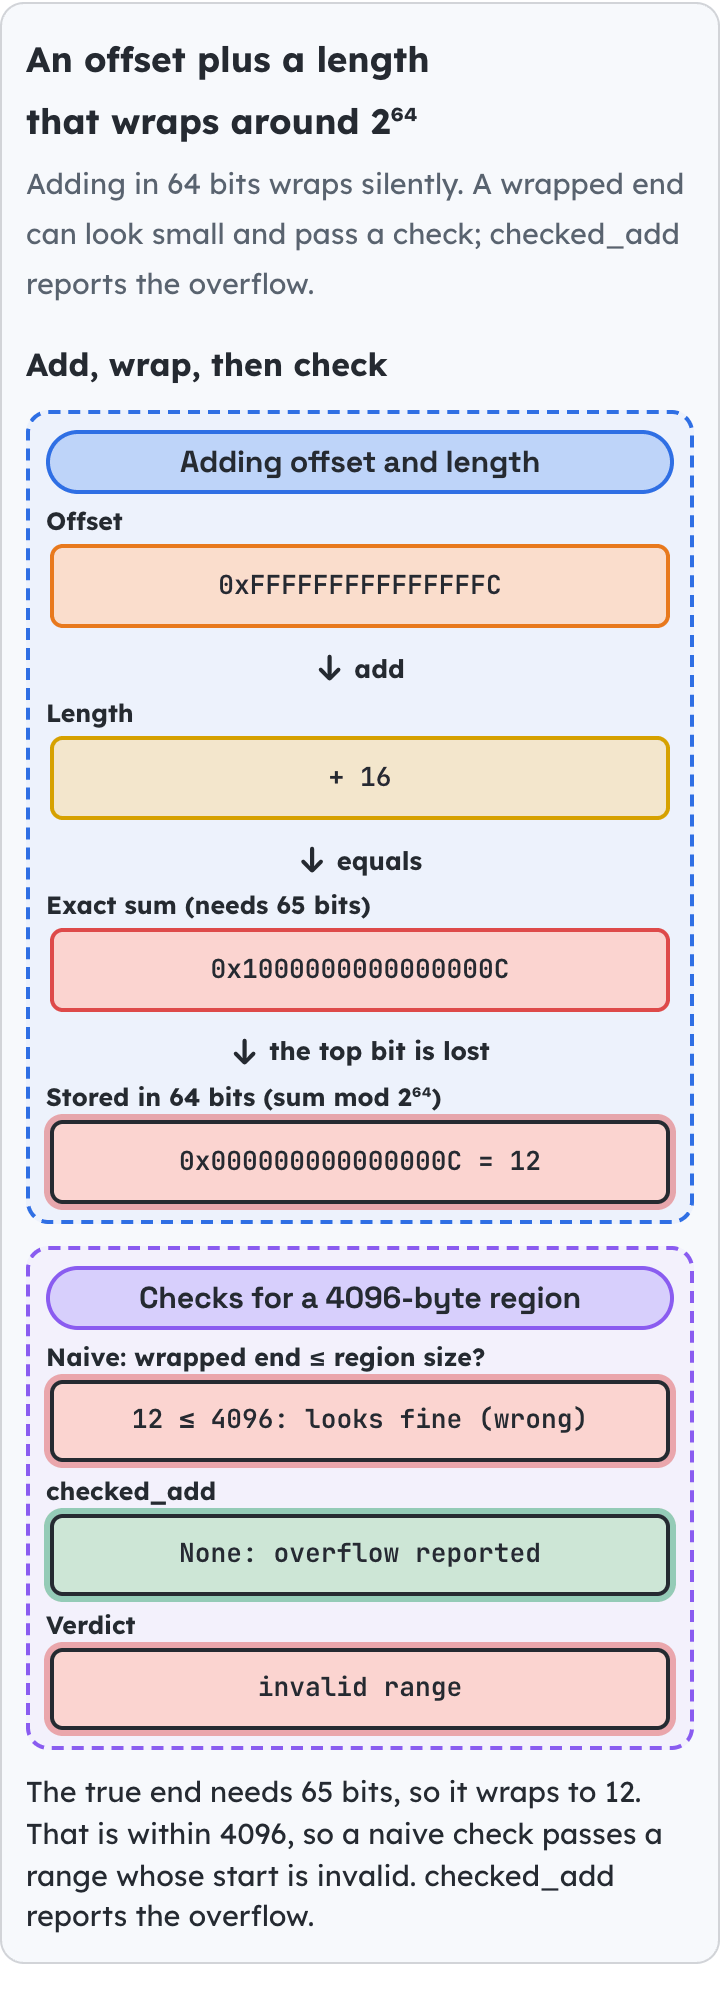 An offset plus a length
that wraps around 2⁶⁴
Adding in 64 bits wraps silently. A wrapped end
can look small and pass a check; checked_add
reports the overflow.
Add, wrap, then check
Adding offset and length
Offset
0xFFFFFFFFFFFFFFFC
↓ add
Length
+ 16
↓ equals
Exact sum (needs 65 bits)
0x1000000000000000C
↓ the top bit is lost
Stored in 64 bits (sum mod 2⁶⁴)
0x000000000000000C = 12
Checks for a 4096-byte region
Naive: wrapped end ≤ region size?
12 ≤ 4096: looks fine (wrong)
checked_add
None: overflow reported
Verdict
invalid range
The true end needs 65 bits, so it wraps to 12.
That is within 4096, so a naive check passes a
range whose start is invalid. checked_add
reports the overflow.